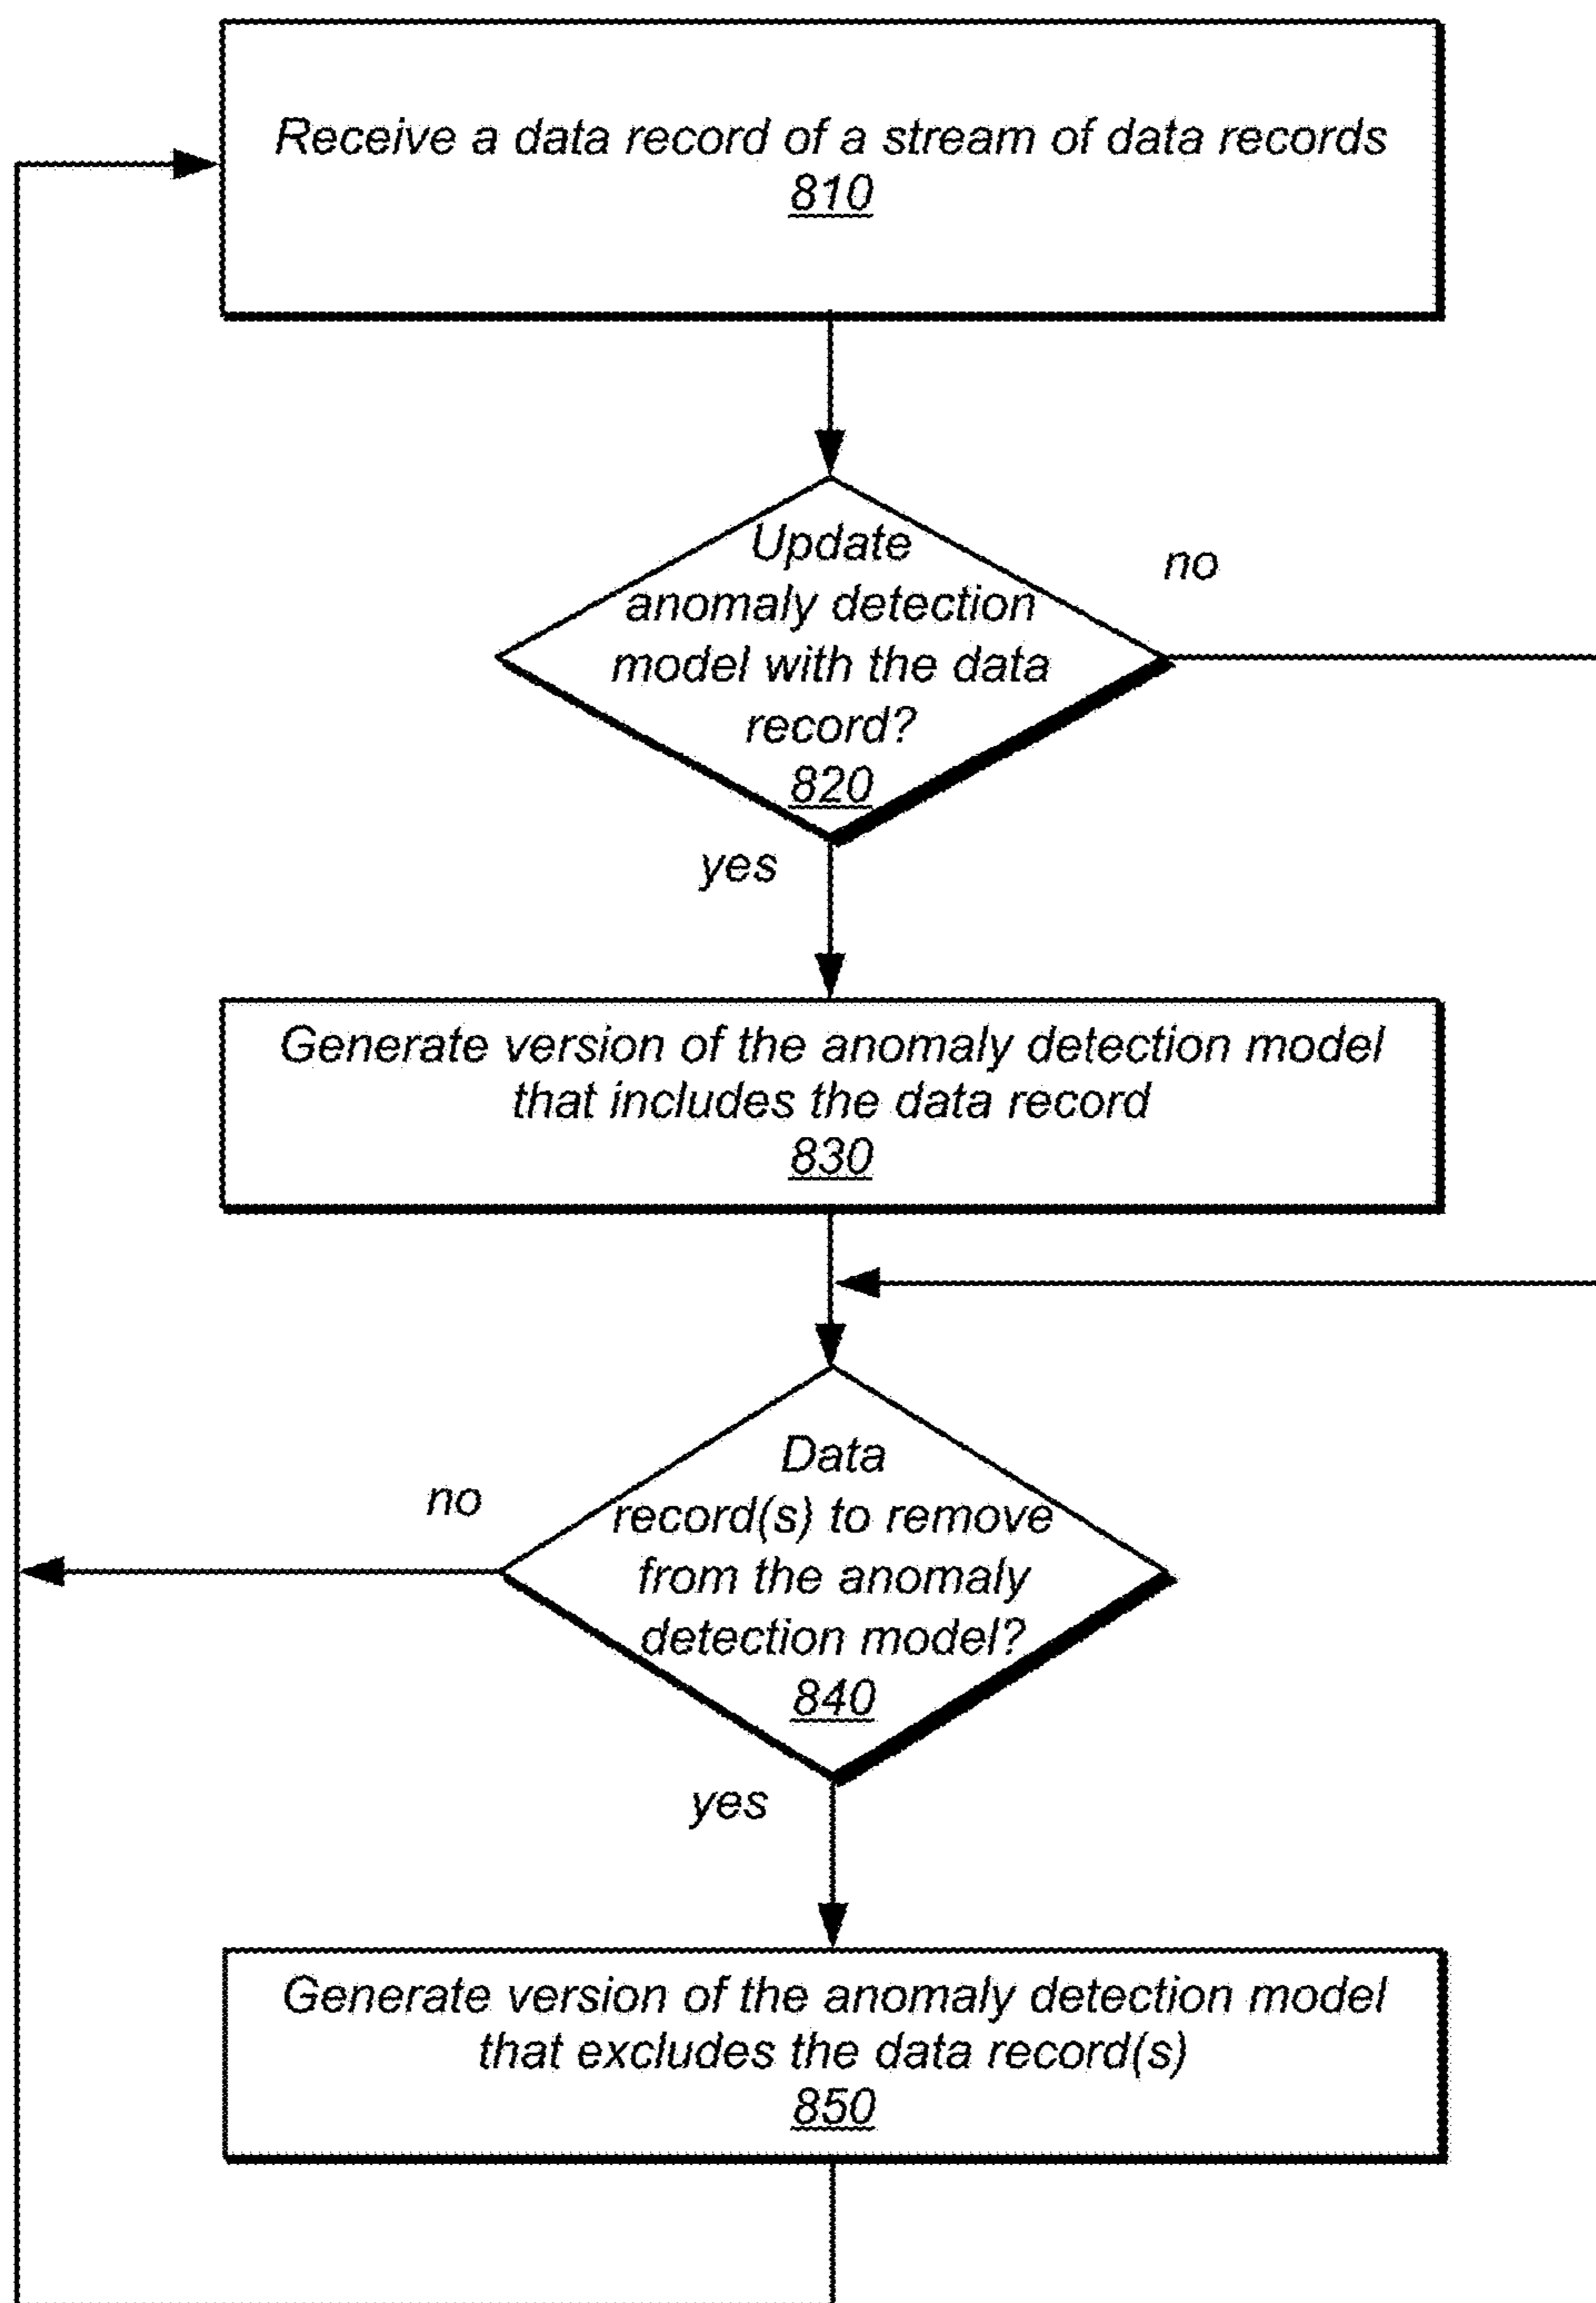 Receive a data record of a stream of data records
810
Update
anomaly detection
model with the data
record?
820
no
yes
Generate version of the anomaly detection model
that includes the data record
830
Data
record(s) to remove
from the anomaly
detection model?
840
no
yes
Generate version of the anomaly detection model
that excludes the data record(s)
850